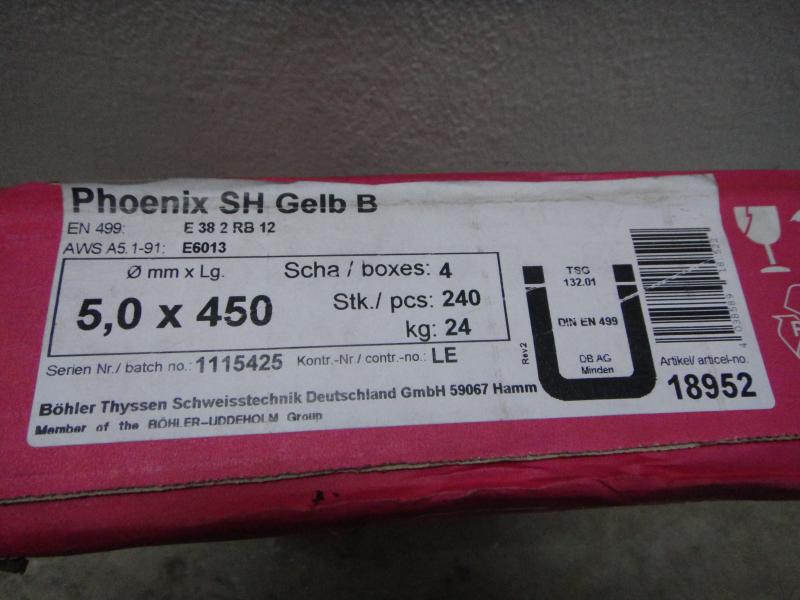 Phoenix SH Gelb B
EN 499: E 38 2 RB 12
AWS A5.1-91: E6013
Ø mm x Lg.
5,0 x 450
Scha / boxes: 4
Stk./ pcs: 240
kg: 24
Serien Nr./ batch no.: 1115425 Kontr.-Nr / contr.-no.: LE
Böhler Thyssen Schweisstechnik Deutschland GmbH 59067 Hamm
Member of the BÖHLER-UDDEHOLM Group
Rev2
TSG
132.01
DIN EN 499
DB AG
Minden
Artikel/ articel-no.
18952